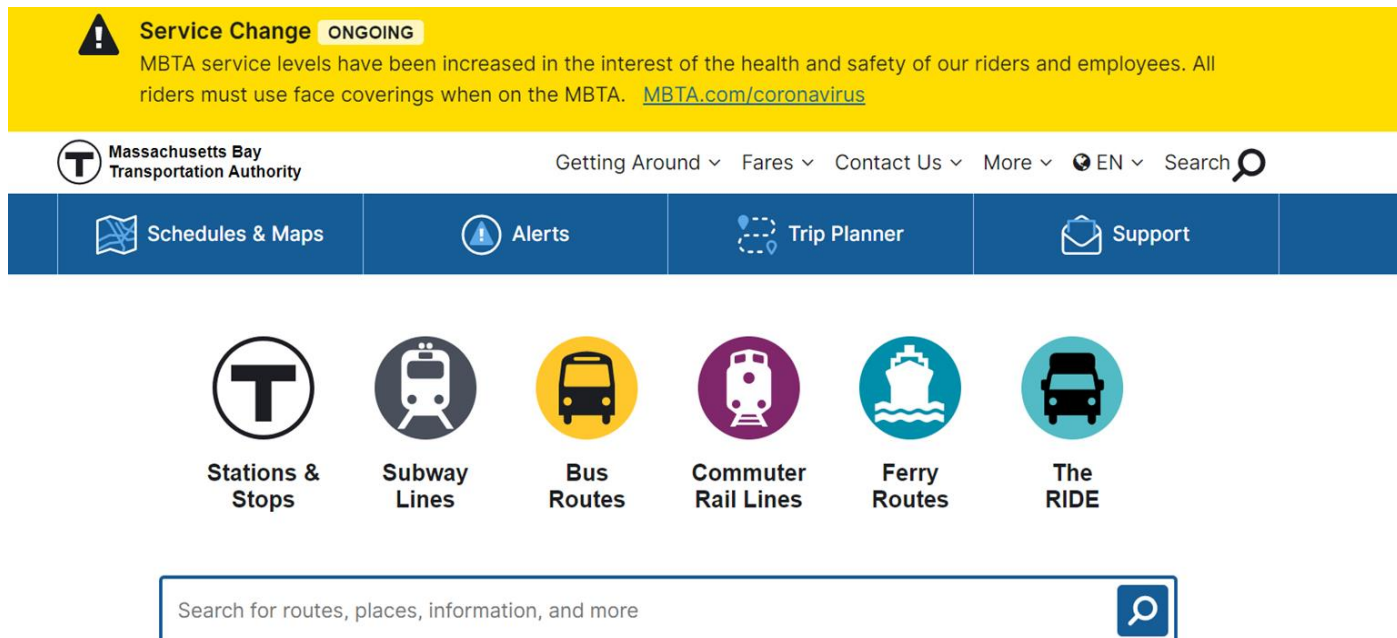 Service Change ONGOING
MBTA service levels have been increased in the interest of the health and safety of our riders and employees. All
riders must use face coverings when on the MBTA. MBTA.com/coronavirus
T Massachusetts Bay
Transportation Authority
Getting Around Fares Contact Us More EN Search
Schedules & Maps Alerts Trip Planner Support
T
Stations & Subway Bus Commuter Ferry The
Stops Lines Routes Rail Lines Routes RIDE
Search for routes, places, information, and more